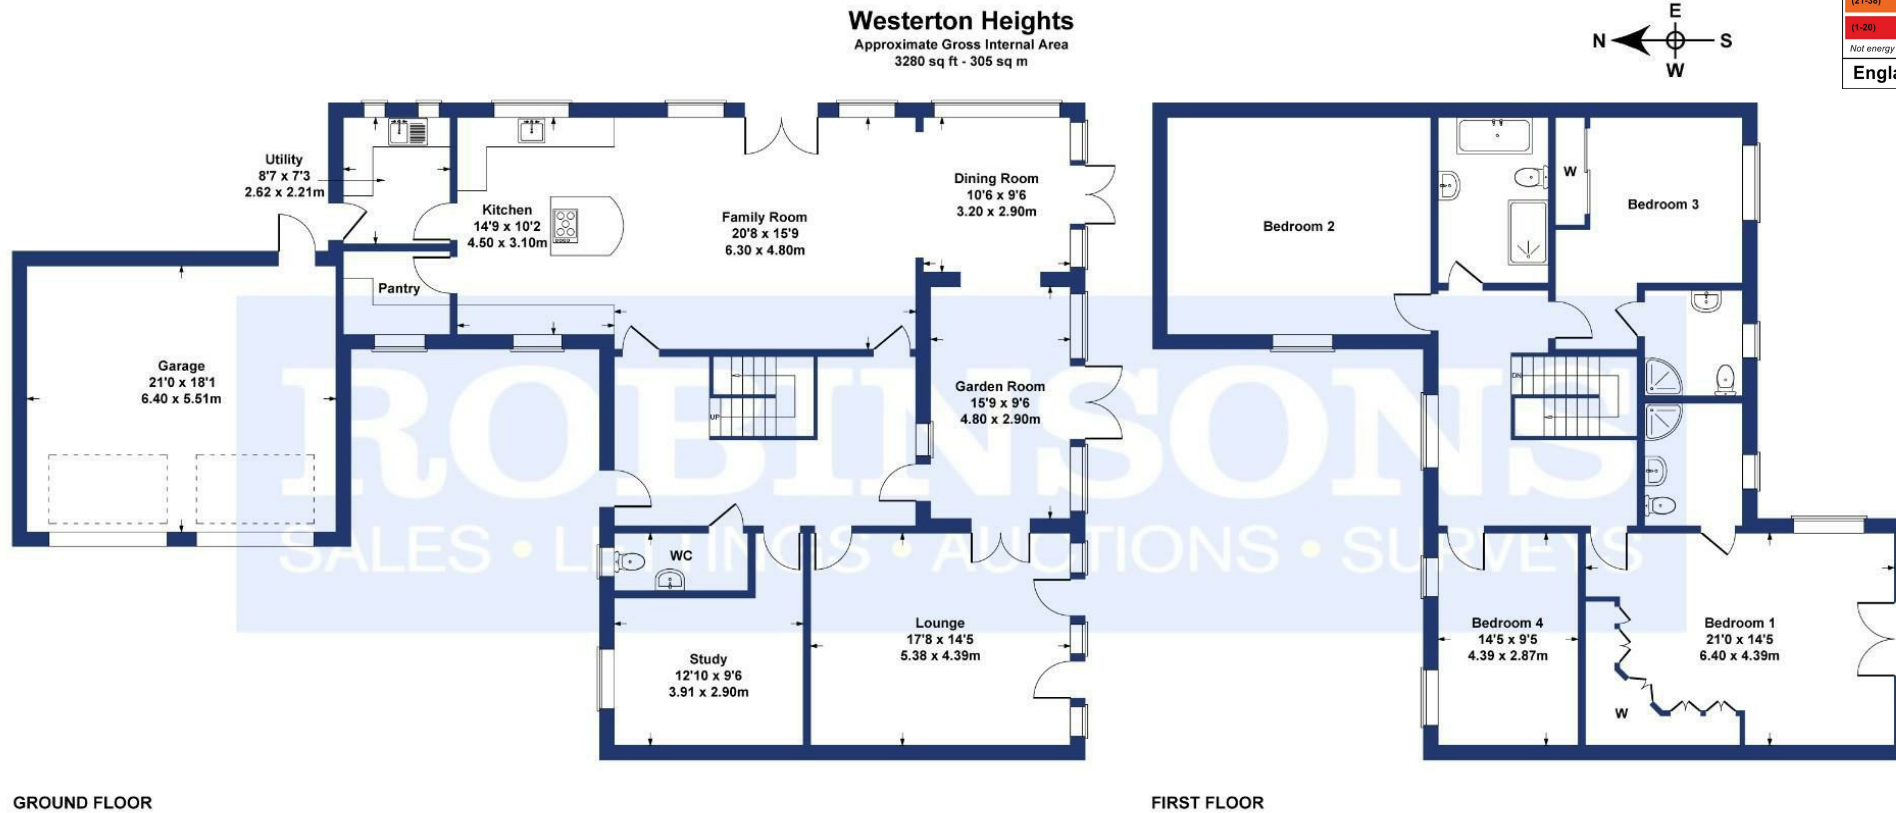 Westerton Heights
Approximate Gross Internal Area
3280 sq ft - 305 sq m
E
N
S
W
(21-38)
(1-20)
Not energy
Engla
Utility
8'7 x 7'3
2.62 x 2.21m
Kitchen
14'9 x 10'2
4.50 x 3.10m
Family Room
20'8 x 15'9
6.30 x 4.80m
Dining Room
10'6 x 9'6
3.20 x 2.90m
Pantry
Garage
21'0 x 18'1
6.40 x 5.51m
Garden Room
15'9 x 9'6
4.80 x 2.90m
UP
WC
Study
12'10 x 9'6
3.91 x 2.90m
Lounge
17'8 x 14'5
5.38 x 4.39m
Bedroom 2
W
Bedroom 3
DN
Bedroom 4
14'5 x 9'5
4.39 x 2.87m
Bedroom 1
21'0 x 14'5
6.40 x 4.39m
W
ROBINSONS
SALES • LETTINGS • AUCTIONS • SURVEYS
GROUND FLOOR
FIRST FLOOR